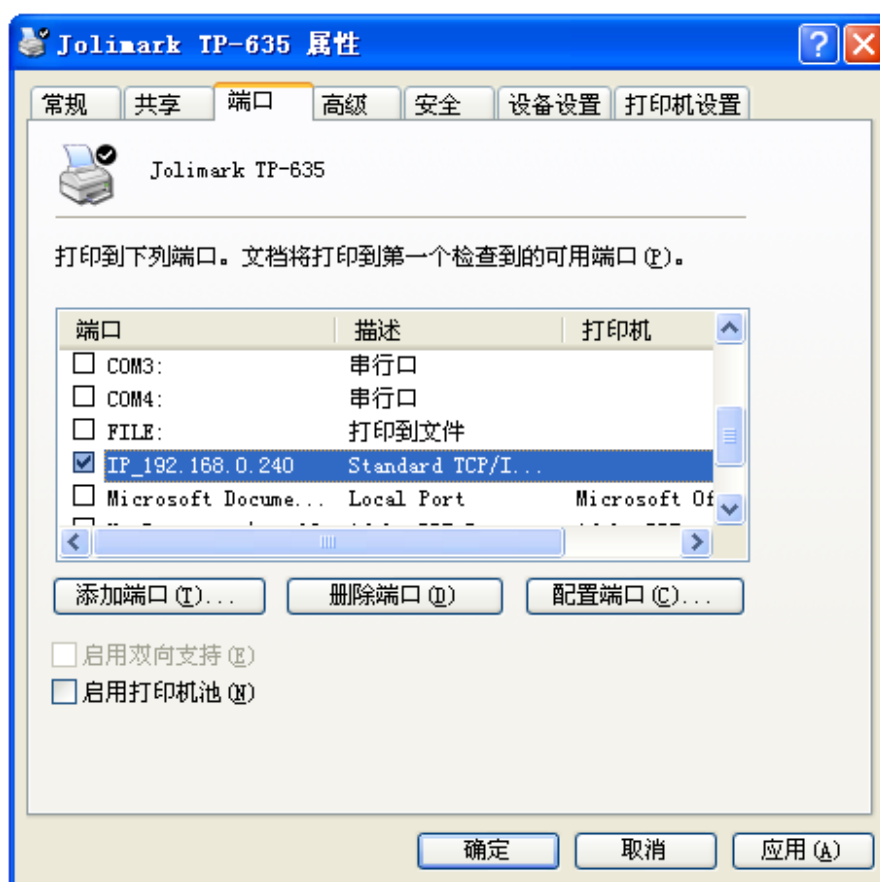 Jolimark TP-635 属性
常规 共享 端口 高级 安全 设备设置 打印机设置
Jolimark TP-635
打印到下列端口。文档将打印到第一个检查到的可用端口(P)。
端口 描述 打印机
COM3: 串行口
COM4: 串行口
FILE: 打印到文件
IP_192.168.0.240 Standard TCP/I...
Microsoft Docume... Local Port Microsoft Of
添加端口(T)... 删除端口(D) 配置端口(C)...
启用双向支持(E)
启用打印机池(N)
确定 取消 应用(A)